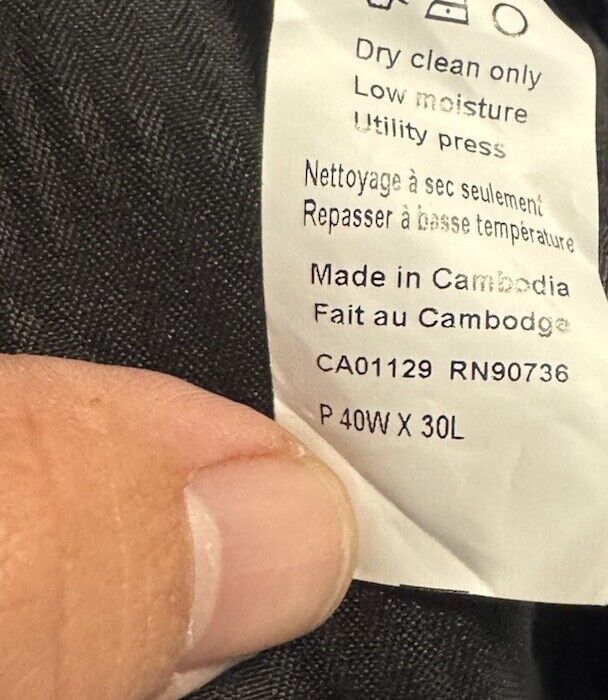 Dry clean only
Low moisture
Utility press
Nettoyage à sec seulement
Repasser à basse température
Made in Cambodia
Fait au Cambodge
CA01129 RN90736
P 40W X 30L